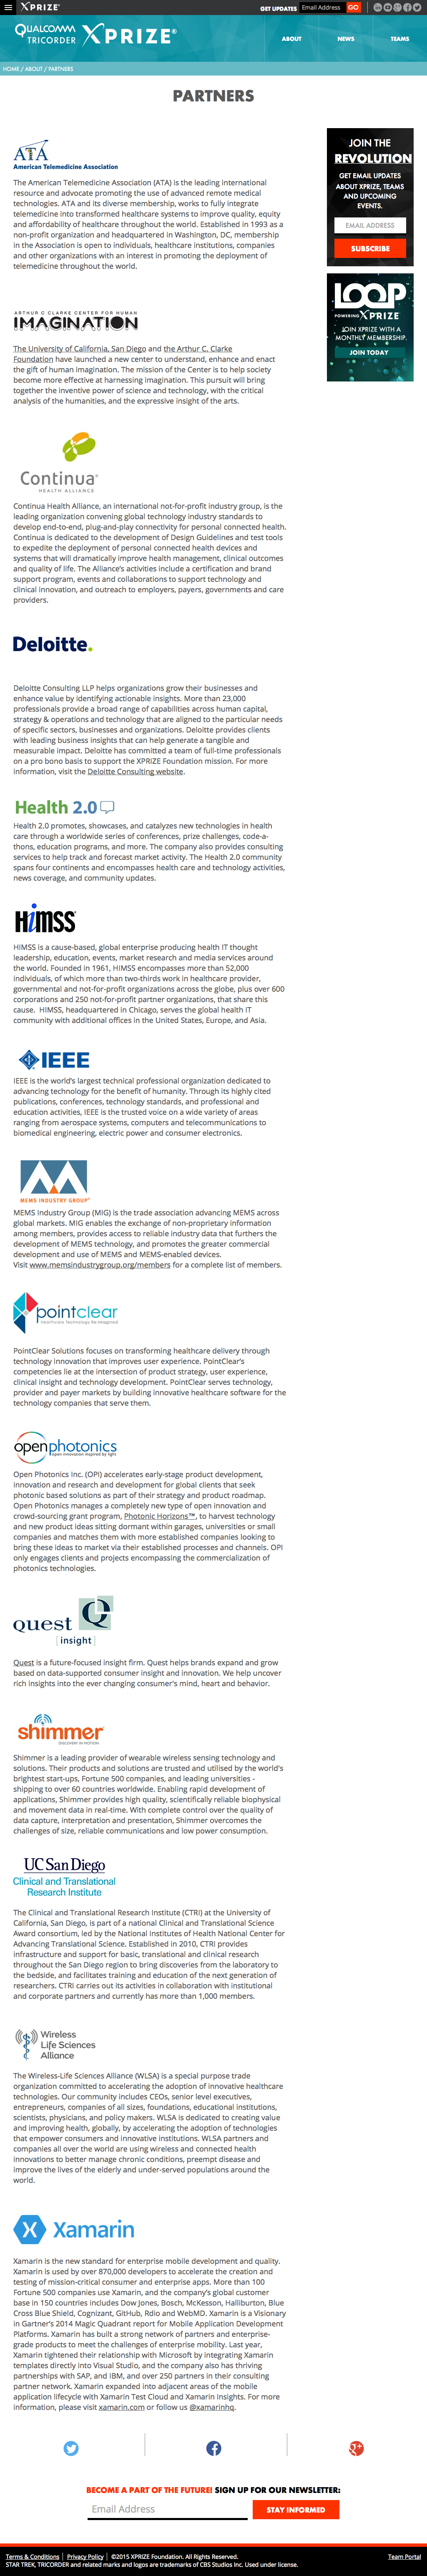 XPRIZE
GET UPDATES
Email Address
GO
QUALCOMM
TRICORDER
XPRIZE
ABOUT
NEWS
TEAMS
HOME / ABOUT / PARTNERS
PARTNERS
ATA
American Telemedicine Association
The American Telemedicine Association (ATA) is the leading international
resource and advocate promoting the use of advanced remote medical
technologies. ATA and its diverse membership, works to fully integrate
telemedicine into transformed healthcare systems to improve quality, equity
and affordability of healthcare throughout the world. Established in 1993 as a
non-profit organization and headquartered in Washington, DC, membership
in the Association is open to individuals, healthcare institutions, companies
and other organizations with an interest in promoting the deployment of
telemedicine throughout the world.
JOIN THE
REVOLUTION
GET EMAIL UPDATES
ABOUT XPRIZE, TEAMS
AND UPCOMING
EVENTS.
EMAIL ADDRESS
SUBSCRIBE
LOOP
POWERING XPRIZE
JOIN XPRIZE WITH A
MONTHLY MEMBERSHIP.
JOIN TODAY
ARTHUR C. CLARKE CENTER FOR HUMAN
IMAGINATION
The University of California, San Diego and the Arthur C. Clarke
Foundation have launched a new center to understand, enhance and enact
the gift of human imagination. The mission of the Center is to help society
become more effective at harnessing imagination. This pursuit will bring
together the inventive power of science and technology, with the critical
analysis of the humanities, and the expressive insight of the arts.
Continua
HEALTH ALLIANCE
Continua Health Alliance, an international not-for-profit industry group, is the
leading organization convening global technology industry standards to
develop end-to-end, plug-and-play connectivity for personal connected health.
Continua is dedicated to the development of Design Guidelines and test tools
to expedite the deployment of personal connected health devices and
systems that will dramatically improve health management, clinical outcomes
and quality of life. The Alliance's activities include a certification and brand
support program, events and collaborations to support technology and
clinical innovation, and outreach to employers, payers, governments and care
providers.
Deloitte.
Deloitte Consulting LLP helps organizations grow their businesses and
enhance value by identifying actionable insights. More than 23,000
professionals provide a broad range of capabilities across human capital,
strategy & operations and technology that are aligned to the particular needs
of specific sectors, businesses and organizations. Deloitte provides clients
with leading business insights that can help generate a tangible and
measurable impact. Deloitte has committed a team of full-time professionals
on a pro bono basis to support the XPRIZE Foundation mission. For more
information, visit the Deloitte Consulting website.
Health 2.0
Health 2.0 promotes, showcases, and catalyzes new technologies in health
care through a worldwide series of conferences, prize challenges, code-a-
thons, education programs, and more. The company also provides consulting
services to help track and forecast market activity. The Health 2.0 community
spans four continents and encompasses health care and technology activities,
news coverage, and community updates.
HIMSS
HIMSS is a cause-based, global enterprise producing health IT thought
leadership, education, events, market research and media services around
the world. Founded in 1961, HIMSS encompasses more than 52,000
individuals, of which more than two-thirds work in healthcare provider,
governmental and not-for-profit organizations across the globe, plus over 600
corporations and 250 not-for-profit partner organizations, that share this
cause. HIMSS, headquartered in Chicago, serves the global health IT
community with additional offices in the United States, Europe, and Asia.
IEEE
IEEE is the world's largest technical professional organization dedicated to
advancing technology for the benefit of humanity. Through its highly cited
publications, conferences, technology standards, and professional and
education activities, IEEE is the trusted voice on a wide variety of areas
ranging from aerospace systems, computers and telecommunications to
biomedical engineering, electric power and consumer electronics.
MEMS INDUSTRY GROUP
MEMS Industry Group (MIG) is the trade association advancing MEMS across
global markets. MIG enables the exchange of non-proprietary information
among members, provides access to reliable industry data that furthers the
development of MEMS technology, and promotes the greater commercial
development and use of MEMS and MEMS-enabled devices.
Visit www.memsindustrygroup.org/members for a complete list of members.
pointclear
healthcare technology Re-imagined
PointClear Solutions focuses on transforming healthcare delivery through
technology innovation that improves user experience. PointClear's
competencies lie at the intersection of product strategy, user experience,
clinical insight and technology development. PointClear serves technology,
provider and payer markets by building innovative healthcare software for the
technology companies that serve them.
openphotonics
open innovation inspired by light
Open Photonics Inc. (OPI) accelerates early-stage product development,
innovation and research and development for global clients that seek
photonic based solutions as part of their strategy and product roadmap.
Open Photonics manages a completely new type of open innovation and
crowd-sourcing grant program, Photonic Horizons™, to harvest technology
and new product ideas sitting dormant within garages, universities or small
companies and matches them with more established companies looking to
bring these ideas to market via their established processes and channels. OPI
only engages clients and projects encompassing the commercialization of
photonics technologies.
quest
Q
[ insight ]
Quest is a future-focused insight firm. Quest helps brands expand and grow
based on data-supported consumer insight and innovation. We help uncover
rich insights into the ever changing consumer's mind, heart and behavior.
shimmer
DISCOVERY IN MOTION
Shimmer is a leading provider of wearable wireless sensing technology and
solutions. Their products and solutions are trusted and utilised by the world's
brightest start-ups, Fortune 500 companies, and leading universities -
shipping to over 60 countries worldwide. Enabling rapid development of
applications, Shimmer provides high quality, scientifically reliable biophysical
and movement data in real-time. With complete control over the quality of
data capture, interpretation and presentation, Shimmer overcomes the
challenges of size, reliable communications and low power consumption.
UC San Diego
Clinical and Translational
Research Institute
The Clinical and Translational Research Institute (CTRI) at the University of
California, San Diego, is part of a national Clinical and Translational Science
Award consortium, led by the National Institutes of Health National Center for
Advancing Translational Science. Established in 2010, CTRI provides
infrastructure and support for basic, translational and clinical research
throughout the San Diego region to bring discoveries from the laboratory to
the bedside, and facilitates training and education of the next generation of
researchers. CTRI carries out its activities in collaboration with institutional
and corporate partners and currently has more than 1,000 members.
Wireless
Life Sciences
Alliance
The Wireless-Life Sciences Alliance (WLSA) is a special purpose trade
organization committed to accelerating the adoption of innovative healthcare
technologies. Our community includes CEOs, senior level executives,
entrepreneurs, companies of all sizes, foundations, educational institutions,
scientists, physicians, and policy makers. WLSA is dedicated to creating value
and improving health, globally, by accelerating the adoption of technologies
that empower consumers and innovative institutions. WLSA partners and
companies all over the world are using wireless and connected health
innovations to better manage chronic conditions, preempt disease and
improve the lives of the elderly and under-served populations around the
world.
Xamarin
Xamarin is the new standard for enterprise mobile development and quality.
Xamarin is used by over 870,000 developers to accelerate the creation and
testing of mission-critical consumer and enterprise apps. More than 100
Fortune 500 companies use Xamarin, and the company's global customer
base in 150 countries includes Dow Jones, Bosch, McKesson, Halliburton, Blue
Cross Blue Shield, Cognizant, GitHub, Rdio and WebMD. Xamarin is a Visionary
in Gartner's 2014 Magic Quadrant report for Mobile Application Development
Platforms. Xamarin has built a strong network of partners and enterprise-
grade products to meet the challenges of enterprise mobility. Last year,
Xamarin tightened their relationship with Microsoft by integrating Xamarin
templates directly into Visual Studio, and the company also has thriving
partnerships with SAP, and IBM, and over 250 partners in their consulting
partner network. Xamarin expanded into adjacent areas of the mobile
application lifecycle with Xamarin Test Cloud and Xamarin Insights. For more
information, please visit xamarin.com or follow us @xamarinhq.
BECOME A PART OF THE FUTURE! SIGN UP FOR OUR NEWSLETTER:
Email Address
STAY INFORMED
Terms & Conditions | Privacy Policy | ©2015 XPRIZE Foundation. All Rights Reserved.
Team Portal
STAR TREK, TRICORDER and related marks and logos are trademarks of CBS Studios Inc. Used under license.